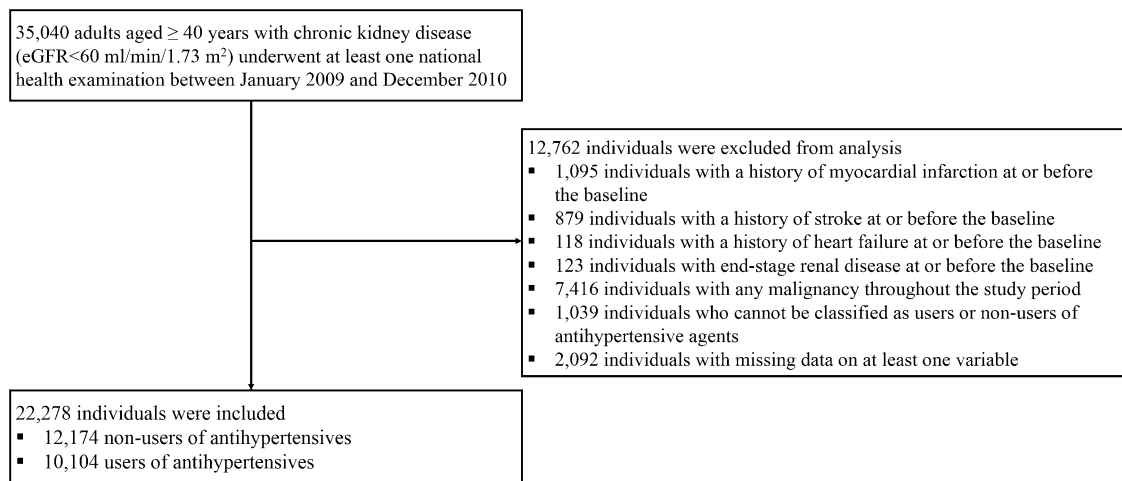 35,040 adults aged ≥ 40 years with chronic kidney disease
(eGFR<60 ml/min/1.73 m²) underwent at least one national
health examination between January 2009 and December 2010
12,762 individuals were excluded from analysis
▪ 1,095 individuals with a history of myocardial infarction at or before
the baseline
▪ 879 individuals with a history of stroke at or before the baseline
▪ 118 individuals with a history of heart failure at or before the baseline
▪ 123 individuals with end-stage renal disease at or before the baseline
▪ 7,416 individuals with any malignancy throughout the study period
▪ 1,039 individuals who cannot be classified as users or non-users of
antihypertensive agents
▪ 2,092 individuals with missing data on at least one variable
22,278 individuals were included
▪ 12,174 non-users of antihypertensives
▪ 10,104 users of antihypertensives